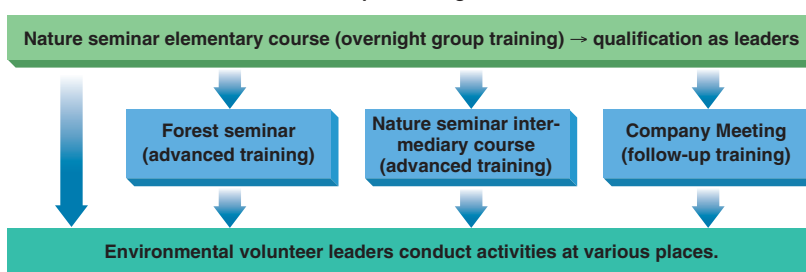 Nature seminar elementary course (overnight group training) → qualification as leaders
Forest seminar
(advanced training)
Nature seminar inter-
mediary course
(advanced training)
Company Meeting
(follow-up training)
Environmental volunteer leaders conduct activities at various places.